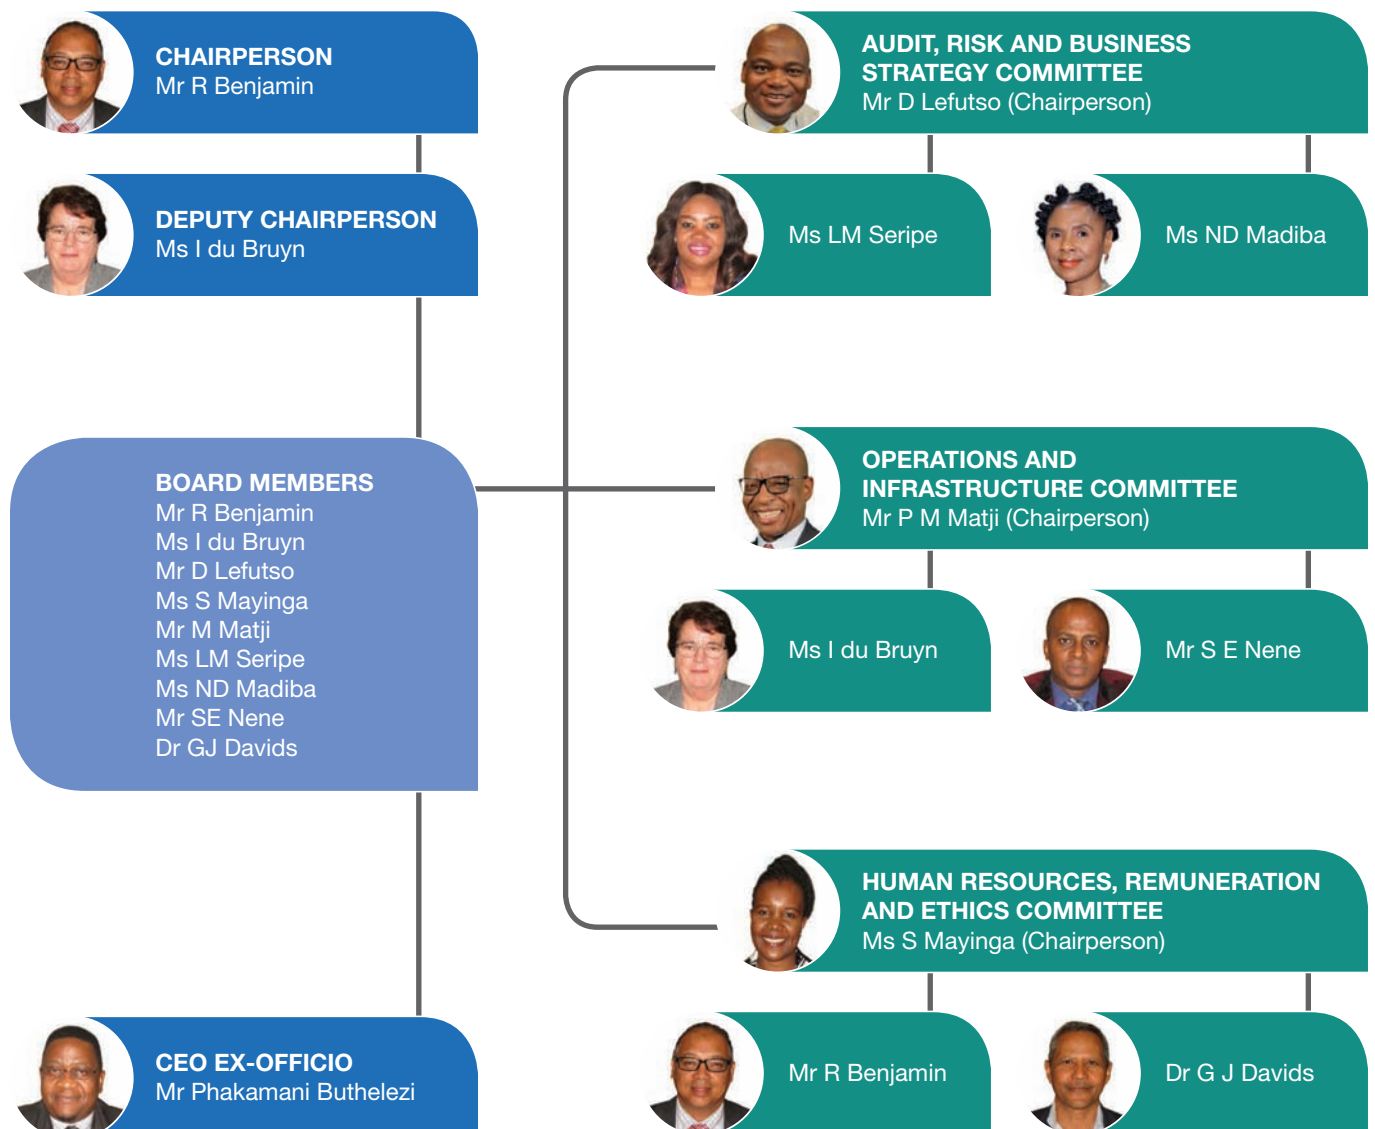 CHAIRPERSON
Mr R Benjamin
DEPUTY CHAIRPERSON
Ms I du Bruyn
BOARD MEMBERS
Mr R Benjamin
Ms I du Bruyn
Mr D Lefutso
Ms S Mayinga
Mr M Matji
Ms LM Seripe
Ms ND Madiba
Mr SE Nene
Dr GJ Davids
CEO EX-OFFICIO
Mr Phakamani Buthelezi
AUDIT, RISK AND BUSINESS
STRATEGY COMMITTEE
Mr D Lefutso (Chairperson)
Ms LM Seripe
Ms ND Madiba
OPERATIONS AND
INFRASTRUCTURE COMMITTEE
Mr P M Matji (Chairperson)
Ms I du Bruyn
Mr S E Nene
HUMAN RESOURCES, REMUNERATION
AND ETHICS COMMITTEE
Ms S Mayinga (Chairperson)
Mr R Benjamin
Dr G J Davids